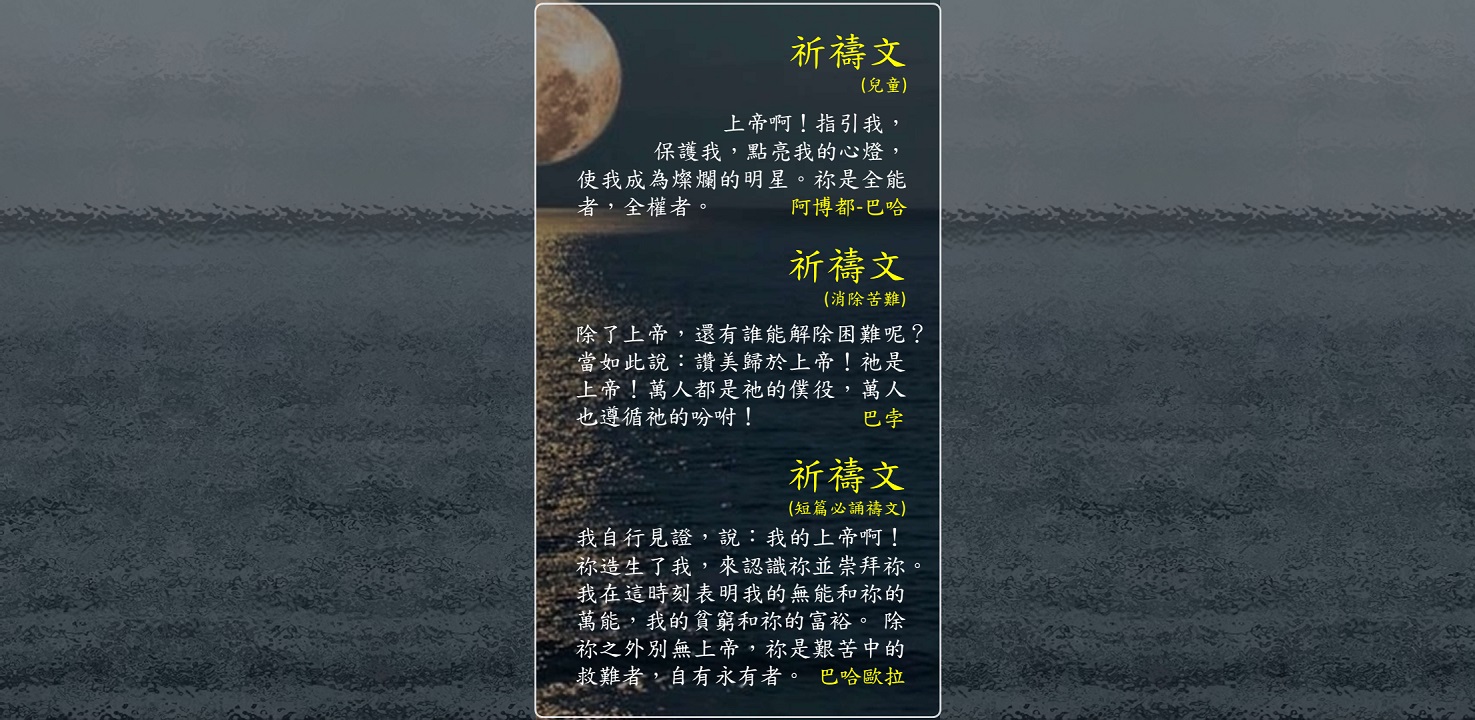 祈禱文
(兒童)
上帝啊！指引我，
保護我，點亮我的心燈，
使我成為燦爛的明星。祢是全能
者，全權者。 阿博都-巴哈
祈禱文
(消除苦難)
除了上帝，還有誰能解除困難呢？
當如此說：讚美歸於上帝！祂是
上帝！萬人都是祂的僕役，萬人
也遵循祂的吩咐！ 巴孛
祈禱文
(短篇必誦禱文)
我自行見證，說：我的上帝啊！
祢造生了我，來認識祢並崇拜祢。
我在這時刻表明我的無能和祢的
萬能，我的貧窮和祢的富裕。 除
祢之外別無上帝，祢是艱苦中的
救難者，自有永有者。 巴哈歐拉